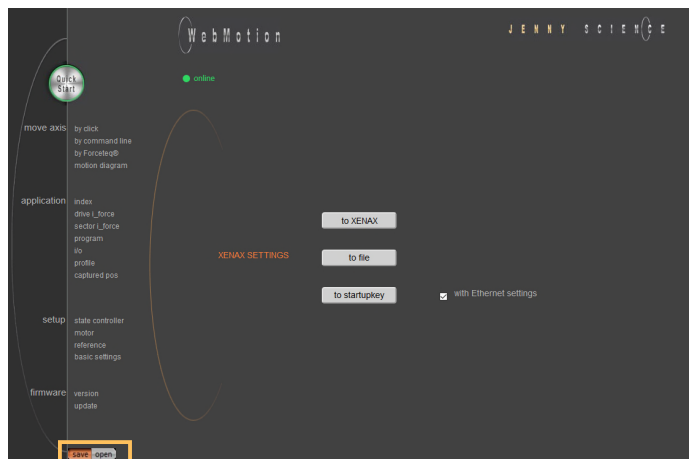 WebMotion
JENNY SCIENCE
Quick
Start
online
move axis
by click
by command line
by Forceteq®
motion diagram
application
index
drive i_force
sector i_force
program
i/o
profile
captured pos
XENAX SETTINGS
to XENAX
to file
to startupkey
with Ethernet settings
setup
state controller
motor
reference
basic settings
firmware
version
update
save open